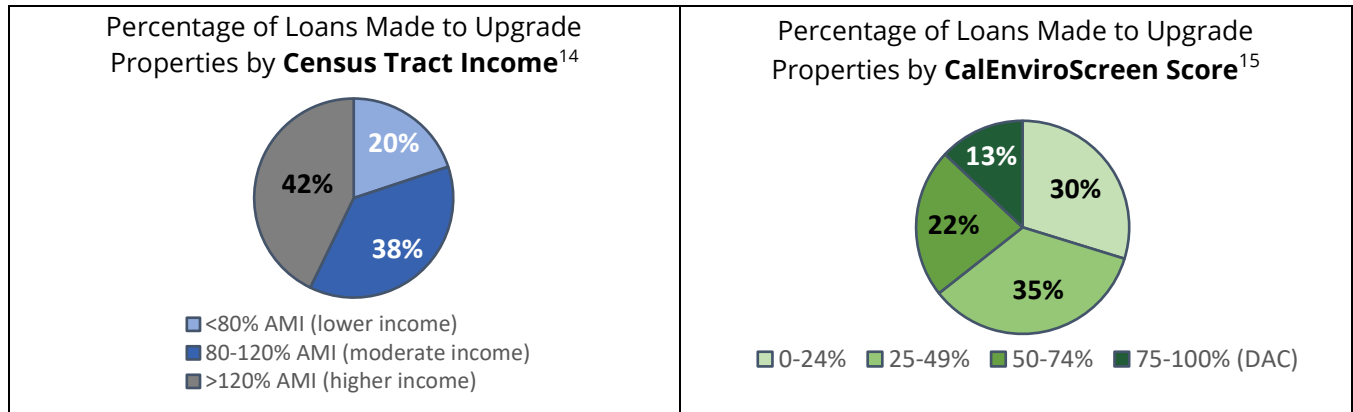 Percentage of Loans Made to Upgrade
Properties by Census Tract Income14
20%
42%
38%
<80% AMI (lower income)
80-120% AMI (moderate income)
>120% AMI (higher income)
Percentage of Loans Made to Upgrade
Properties by CalEnviroScreen Score15
13%
30%
22%
35%
0-24% 25-49% 50-74% 75-100% (DAC)